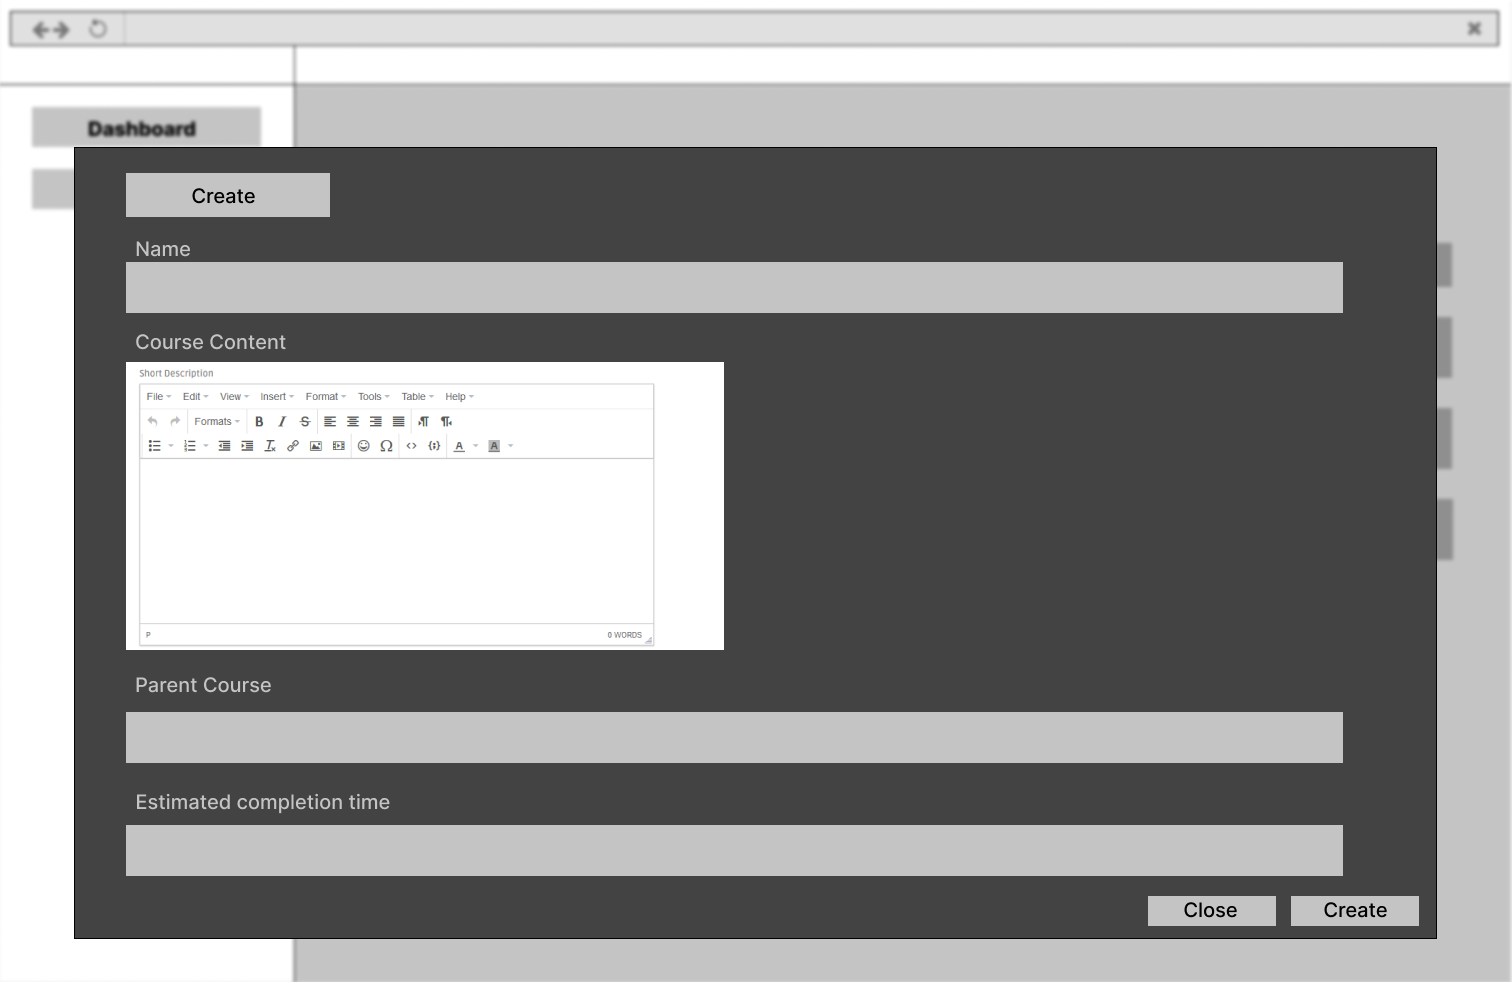 Dashboard
Create
Name
Course Content
Short Description
File Edit View Insert Format Tools Table Help
Formats B I S
A A
P 0 WORDS
Parent Course
Estimated completion time
Close Create